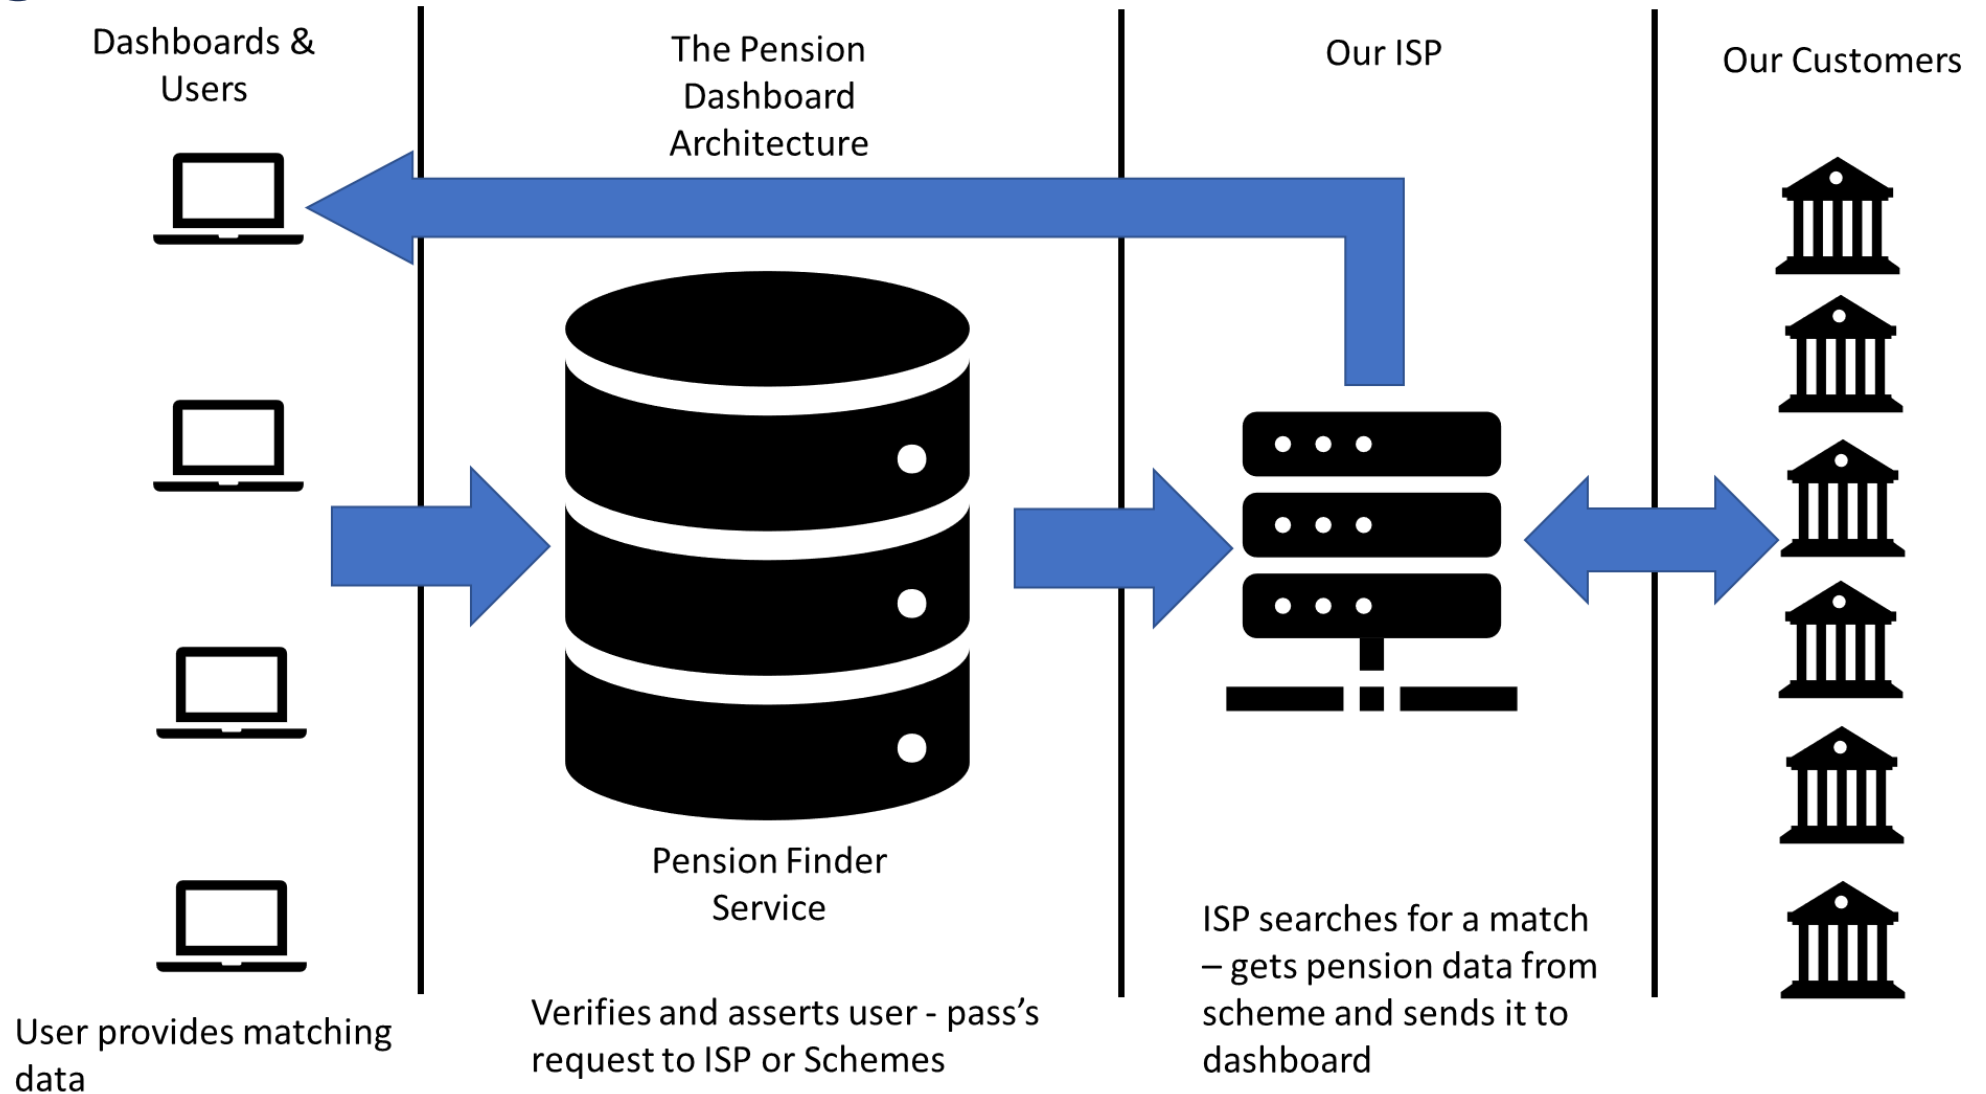 Dashboards &
Users
The Pension
Dashboard
Architecture
Our ISP
Our Customers
Pension Finder
Service
User provides matching
data
Verifies and asserts user - pass’s
request to ISP or Schemes
ISP searches for a match
– gets pension data from
scheme and sends it to
dashboard